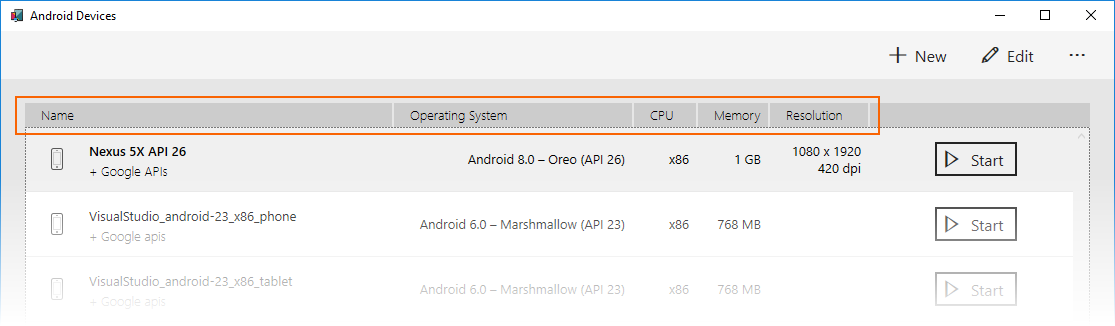 Android Devices
New Edit ...
Name Operating System CPU Memory Resolution
Nexus 5X API 26 Android 8.0 – Oreo (API 26) x86 1 GB 1080 x 1920 Start
+ Google APIs 420 dpi
VisualStudio_android-23_x86_phone Android 6.0 – Marshmallow (API 23) x86 768 MB Start
+ Google apis
VisualStudio_android-23_x86_tablet Android 6.0 – Marshmallow (API 23) x86 768 MB Start
+ Google apis